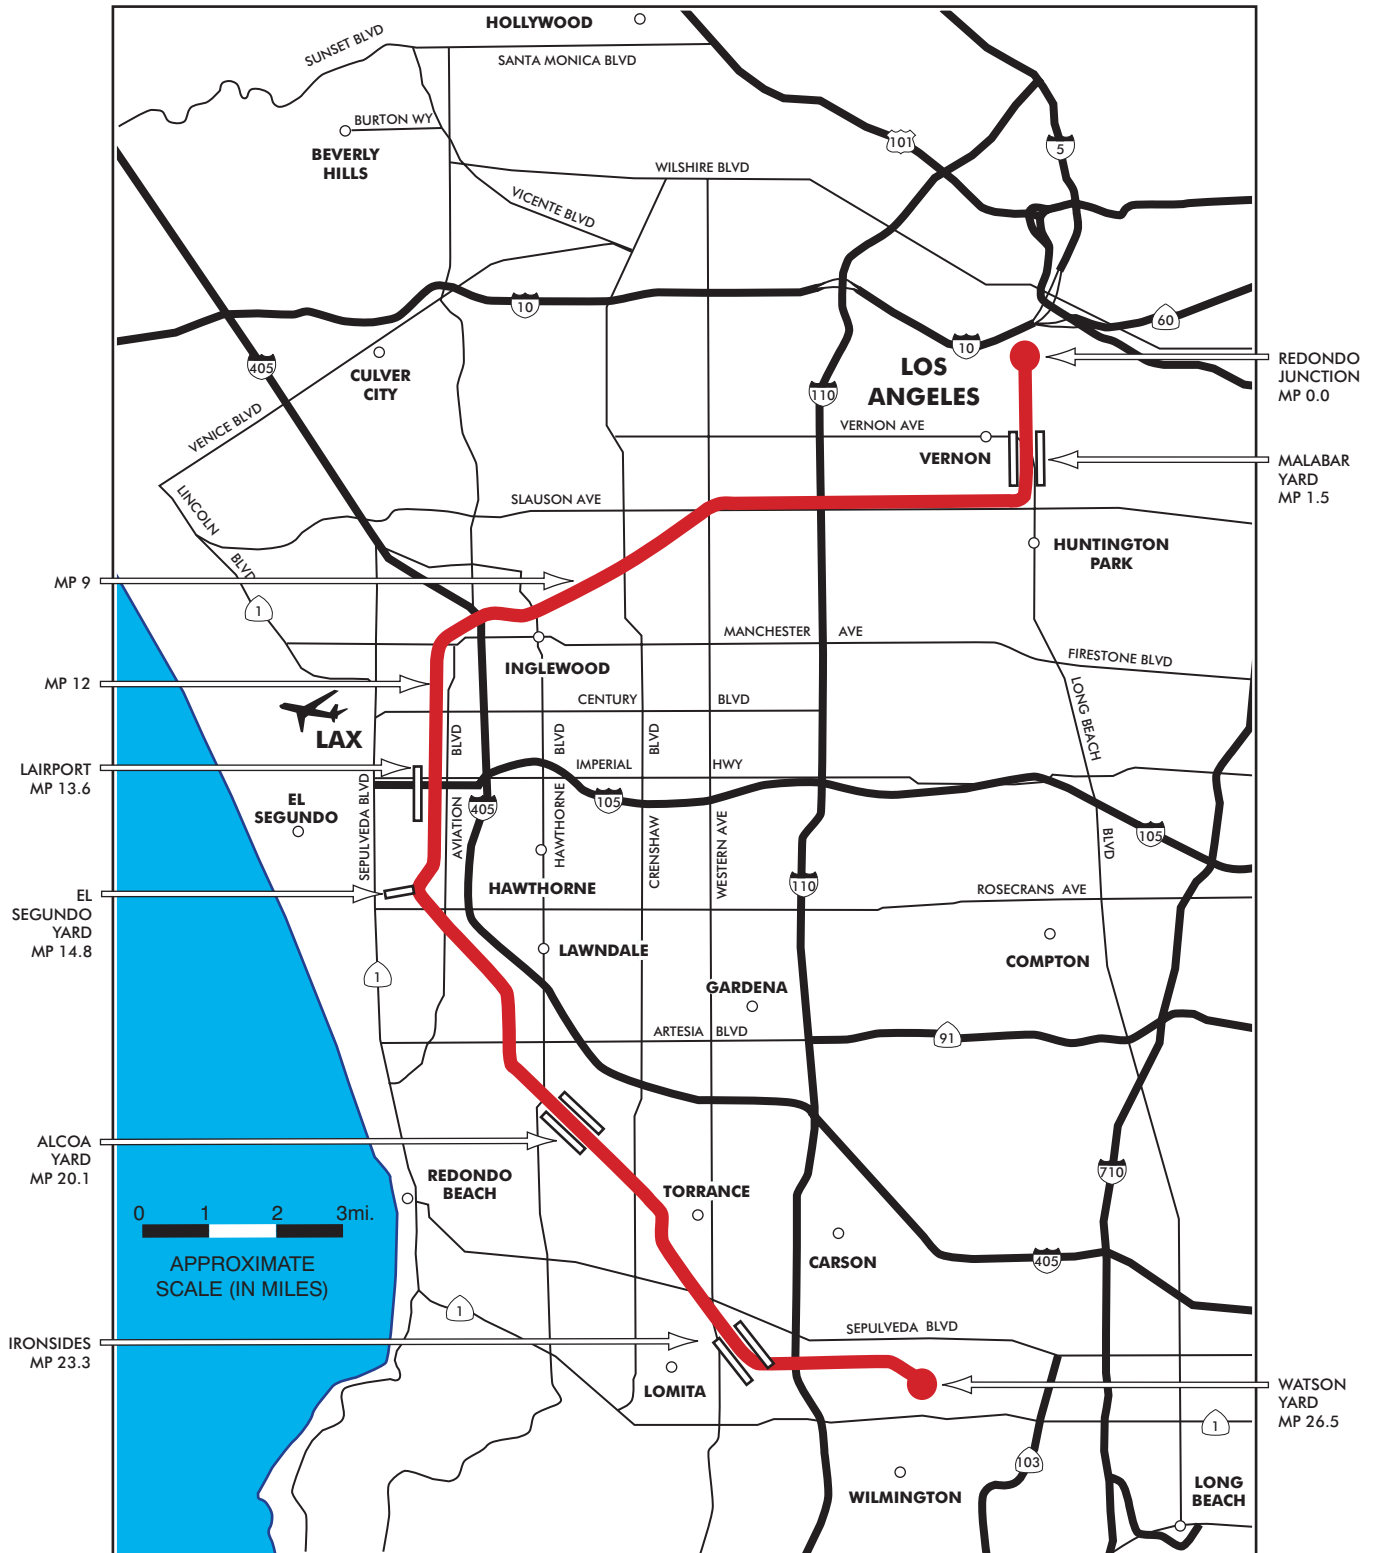 HOLLYWOOD
SUNSET BLVD
SANTA MONICA BLVD
BURTON WY
BEVERLY
HILLS
101
5
WILSHIRE BLVD
VICENTE BLVD
10
60
10
405
CULVER
CITY
LOS
ANGELES
110
REDONDO
JUNCTION
MP 0.0
VENICE BLVD
VERNON AVE
VERNON
MALABAR
YARD
MP 1.5
LINCOLN
BLVD
SLAUSON AVE
HUNTINGTON
PARK
MP 9
1
MANCHESTER AVE
FIRESTONE BLVD
INGLEWOOD
MP 12
CENTURY BLVD
LONG BEACH
BLVD
LAX
AVIATION BLVD
HAWTHORNE BLVD
CRENSHAW BLVD
WESTERN AVE
SEPULVEDA BLVD
IMPERIAL HWY
LAIRPORT
MP 13.6
EL
SEGUNDO
405
105
105
110
HAWTHORNE
ROSECRANS AVE
EL
SEGUNDO
YARD
MP 14.8
LAWNDALE
COMPTON
1
GARDENA
ARTESIA BLVD
91
ALCOA
YARD
MP 20.1
REDONDO
BEACH
TORRANCE
710
0 1 2 3mi.
APPROXIMATE
SCALE (IN MILES)
CARSON
405
1
SEPULVEDA BLVD
IRONSIDES
MP 23.3
LOMITA
WATSON
YARD
MP 26.5
1
103
WILMINGTON
LONG
BEACH